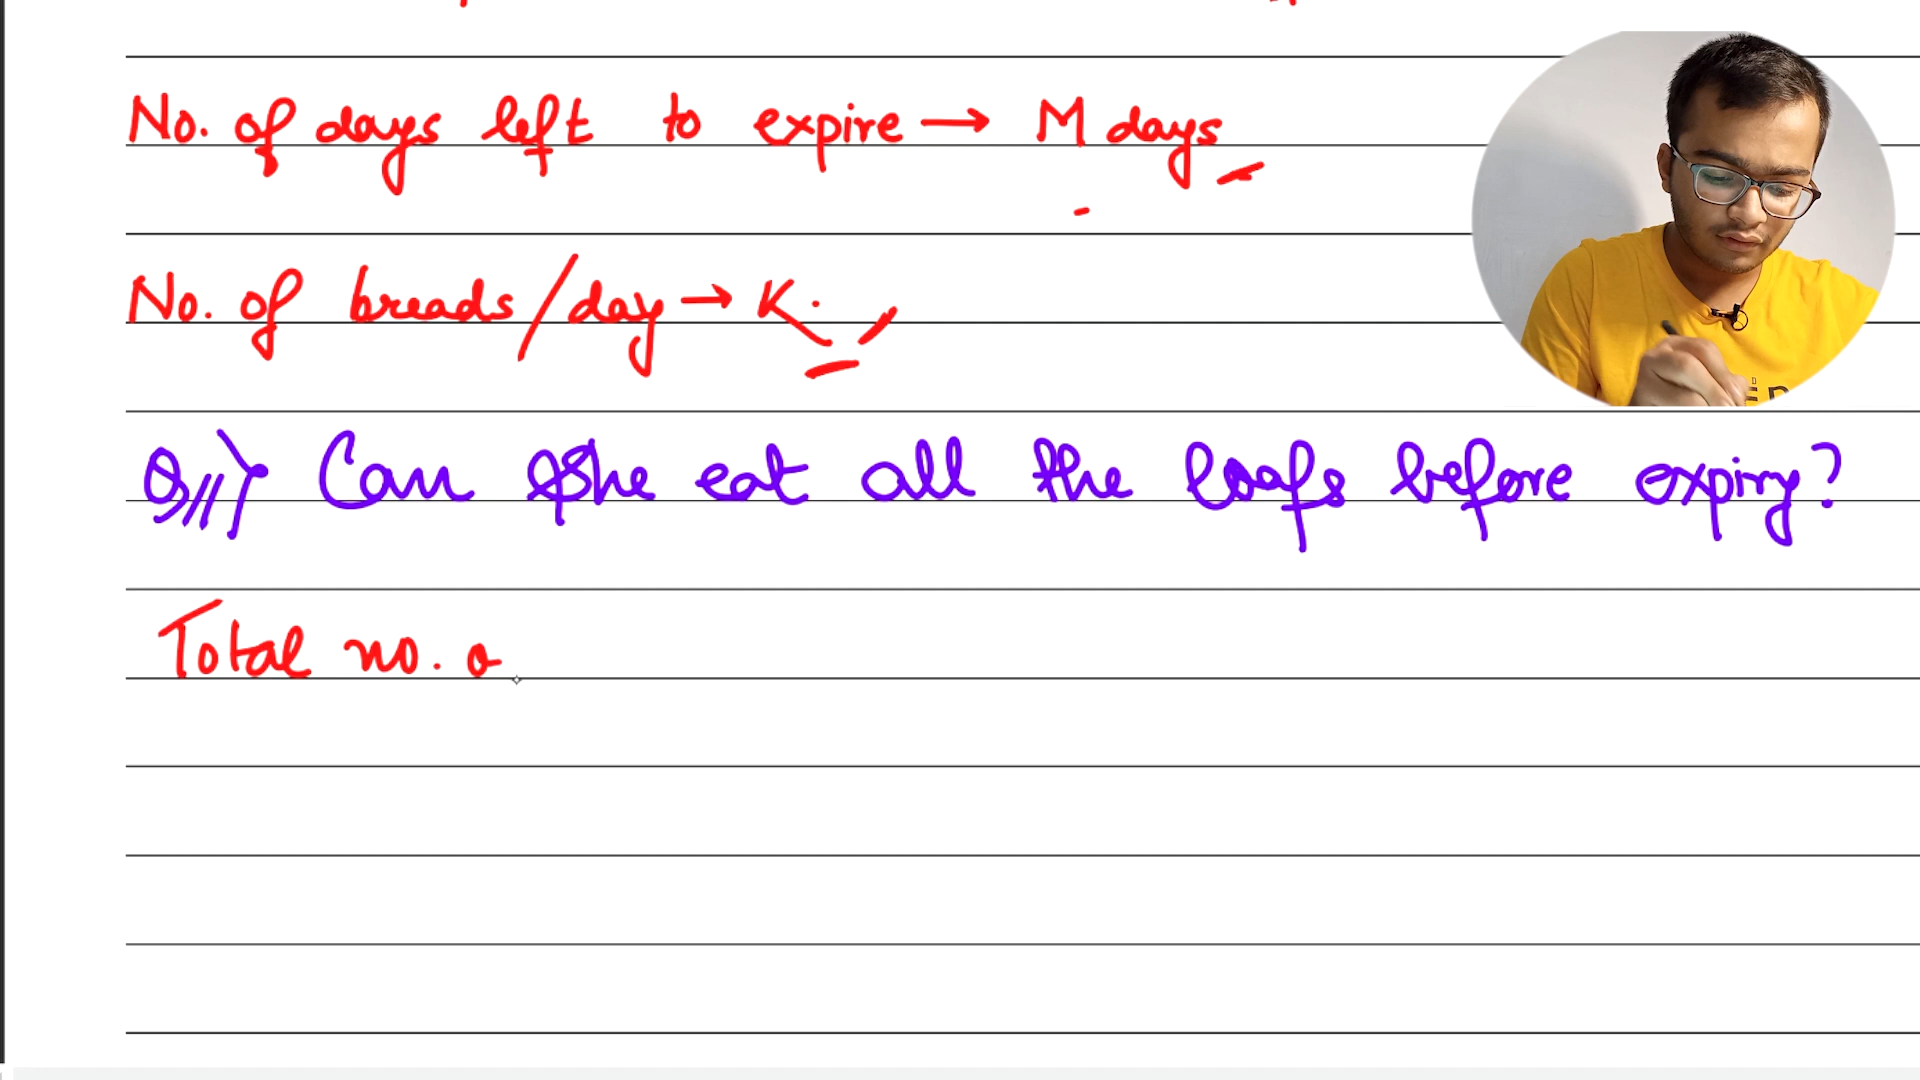 No. of days left to expire → M days
No. of breads/day → K.
Q//) Can she eat all the loafs before expiry?
Total no. o